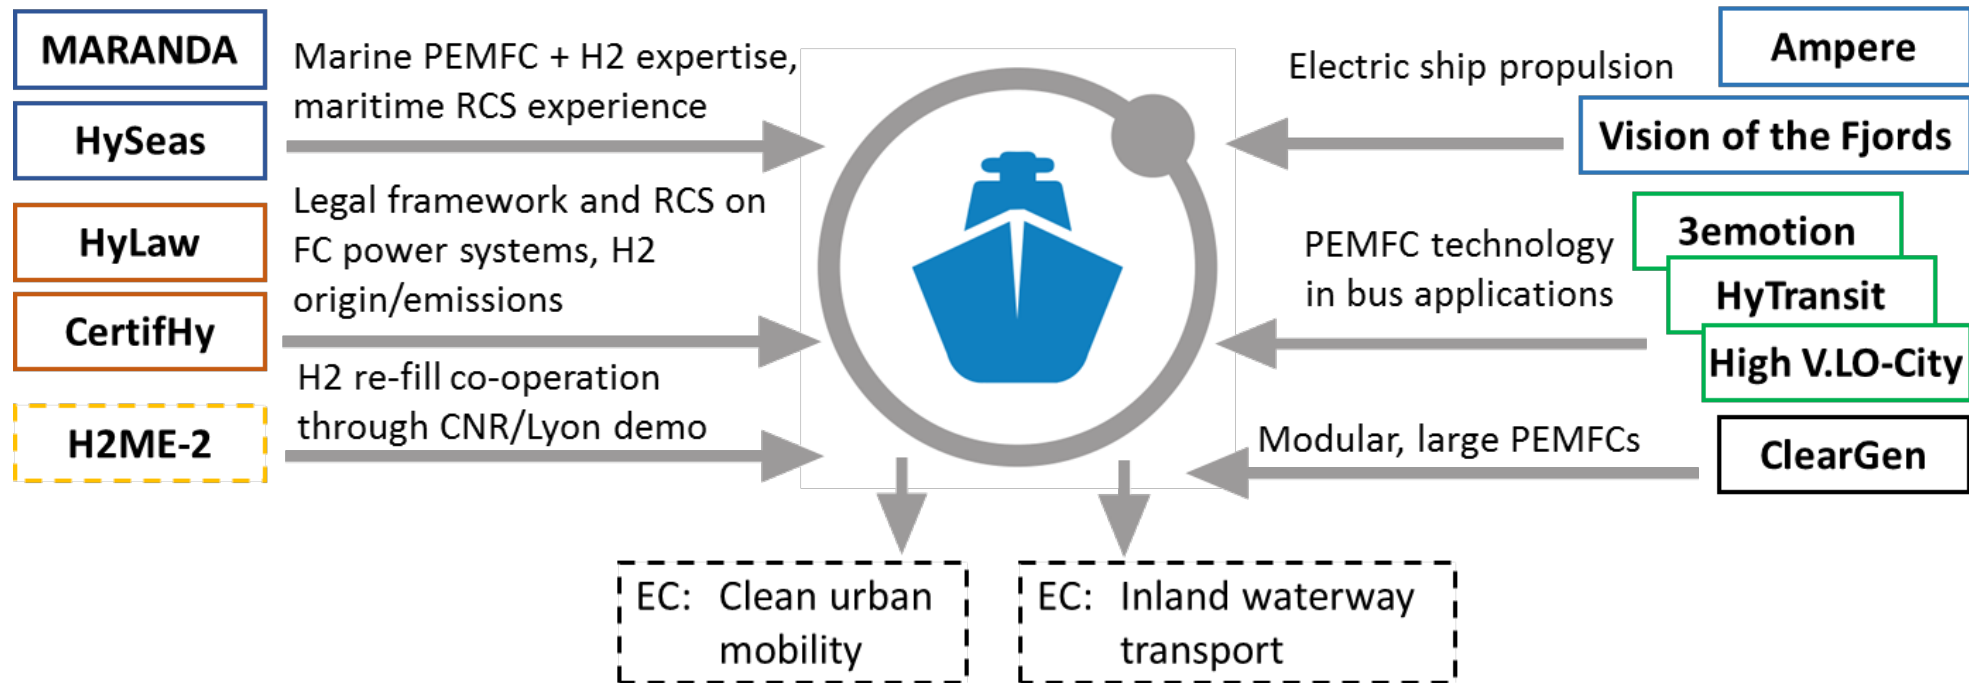 MARANDA
HySeas
Marine PEMFC + H2 expertise,
maritime RCS experience
HyLaw
CertifHy
Legal framework and RCS on
FC power systems, H2
origin/emissions
H2ME-2
H2 re-fill co-operation
through CNR/Lyon demo
Electric ship propulsion
Ampere
Vision of the Fjords
PEMFC technology
in bus applications
3emotion
HyTransit
High V.LO-City
Modular, large PEMFCs
ClearGen
EC: Clean urban
mobility
EC: Inland waterway
transport